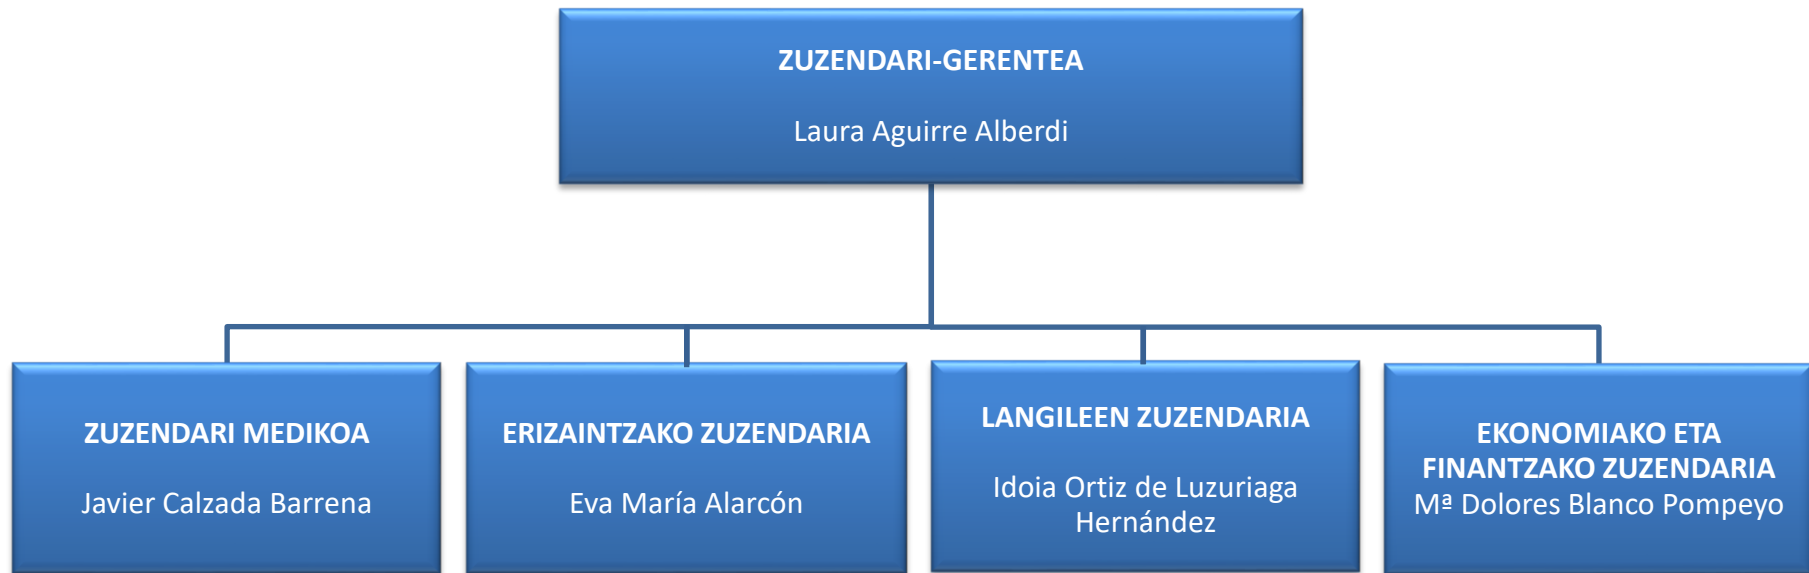 ZUZENDARI-GERENTEA
Laura Aguirre Alberdi
ZUZENDARI MEDIKOA
Javier Calzada Barrena
ERIZAINTZAKO ZUZENDARIA
Eva María Alarcón
LANGILEEN ZUZENDARIA
Idoia Ortiz de Luzuriaga
Hernández
EKONOMIAKO ETA
FINANTZAKO ZUZENDARIA
Mª Dolores Blanco Pompeyo